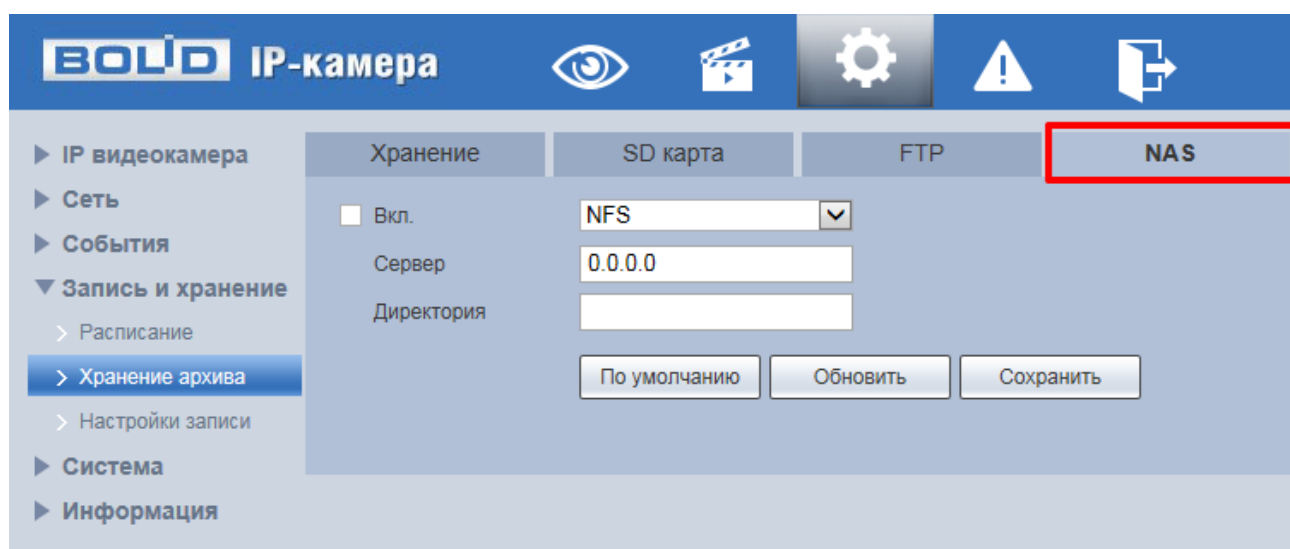 BOLID IP-камера
IP видеокамера
Сеть
События
Запись и хранение
Расписание
Хранение архива
Настройки записи
Система
Информация
Хранение SD карта FTP NAS
Вкл. NFS
Сервер 0.0.0.0
Директория
По умолчанию Обновить Сохранить